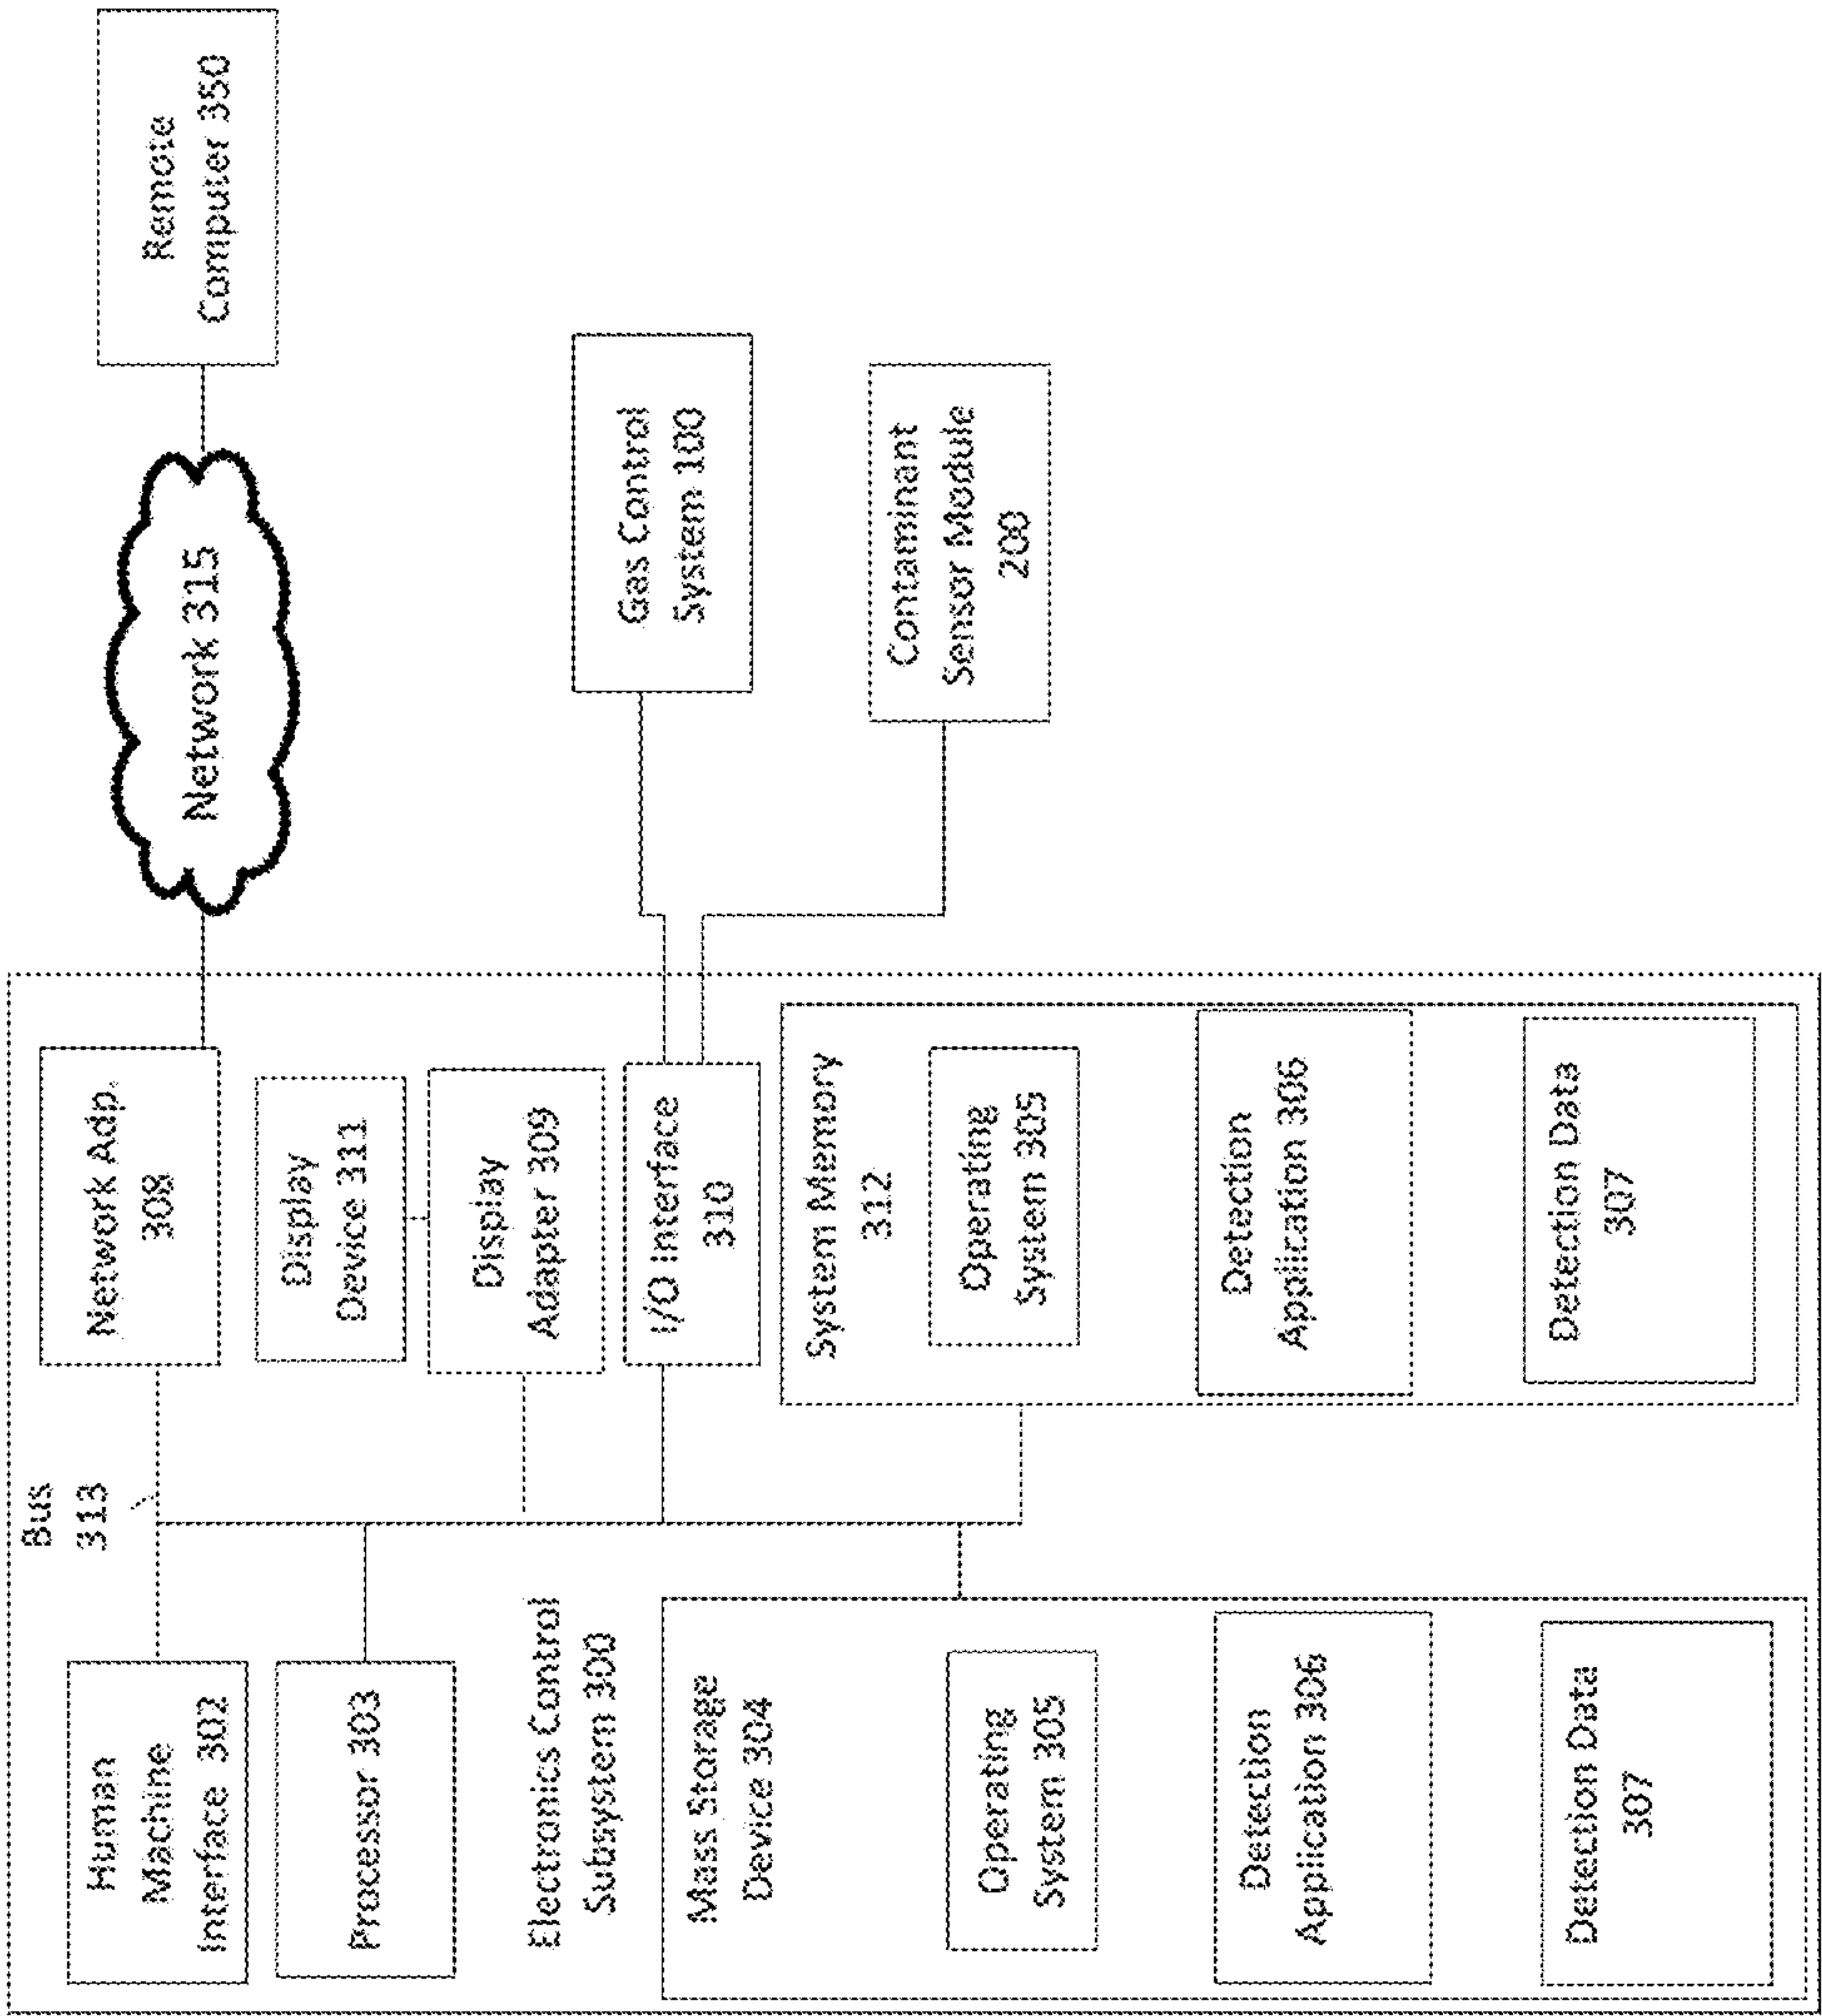 Bus
313
Human
Machine
Interface 302
Processor 303
Electronics Control
Subsystem 300
Mass Storage
Device 304
Operating
System 305
Detection
Application 306
Detection Data
307
Network Adp.
308
Display
Device 311
Display
Adapter 309
I/O Interface
310
System Memory
312
Operating
System 305
Detection
Application 306
Detection Data
307
Network 315
Remote
Computer 350
Gas Control
System 100
Contaminant
Sensor Module
200